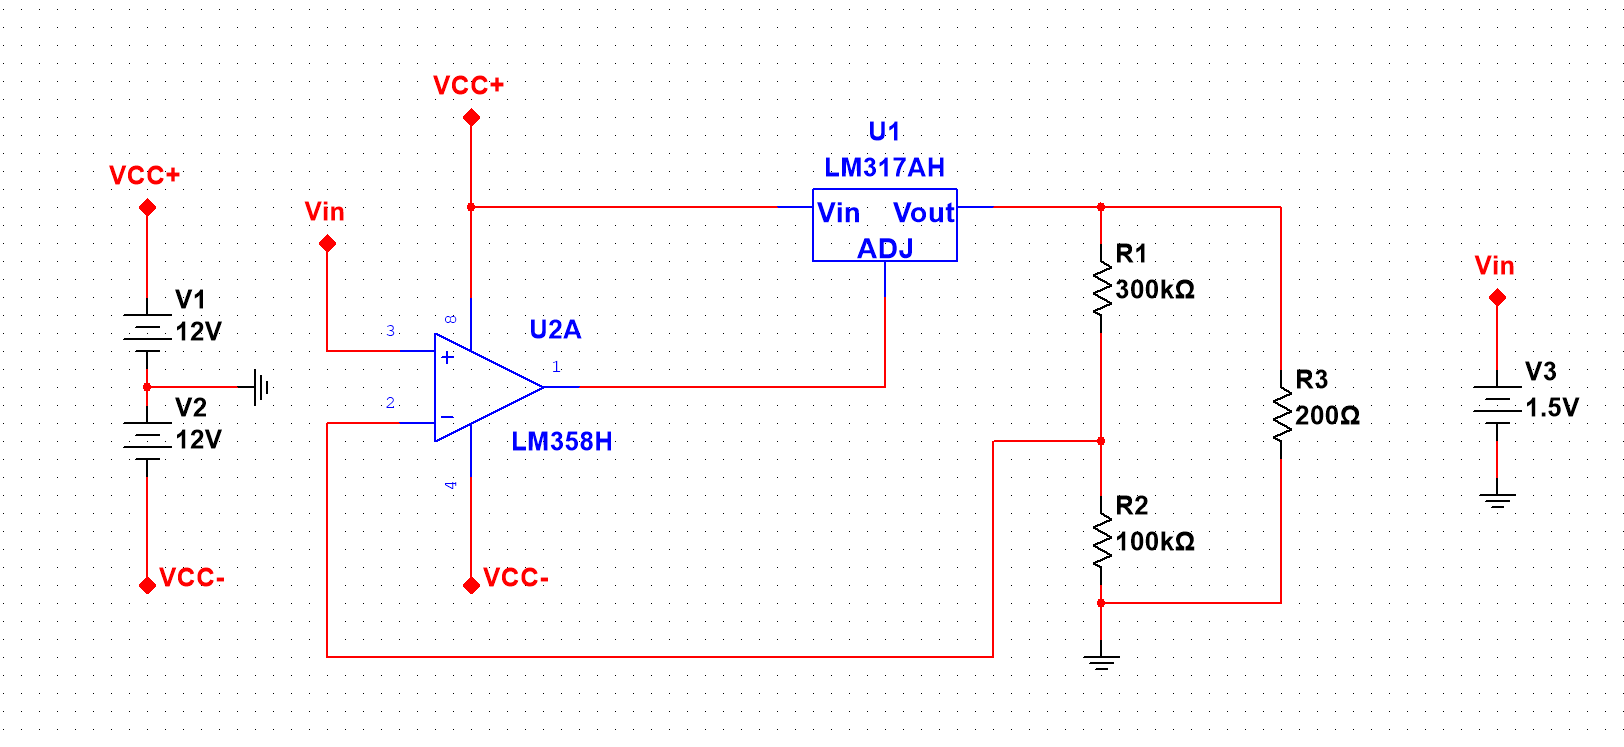 VCC+
U1
LM317AH
VCC+
Vin
Vin
Vout
ADJ
R1
300kΩ
Vin
V1
12V
3
8
U2A
1
2
LM358H
4
V2
12V
R3
200Ω
V3
1.5V
R2
100kΩ
VCC-
VCC-